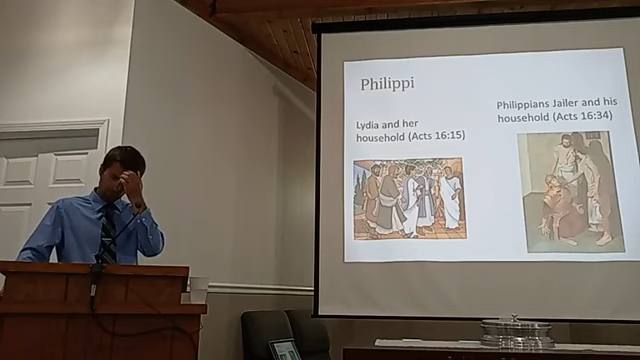 Philippi
Lydia and her
household (Acts 16:15)
Philippians Jailer and his
household (Acts 16:34)